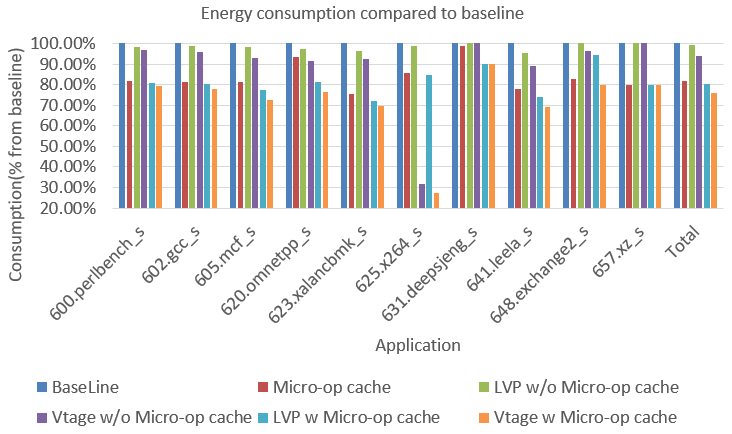 Energy consumption compared to baseline
Consumption(% from baseline)
100.00%
90.00%
80.00%
70.00%
60.00%
50.00%
40.00%
30.00%
20.00%
600.perlbench_s
602.gcc_s
605.mcf_s
620.omnetpp_s
623.xalancbmk_s
625.x264_s
631.deepsjeng_s
641.leela_s
648.exchange2_s
657.xz_s
Total
Application
BaseLine
Micro-op cache
LVP w/o Micro-op cache
Vtage w/o Micro-op cache
LVP w Micro-op cache
Vtage w Micro-op cache